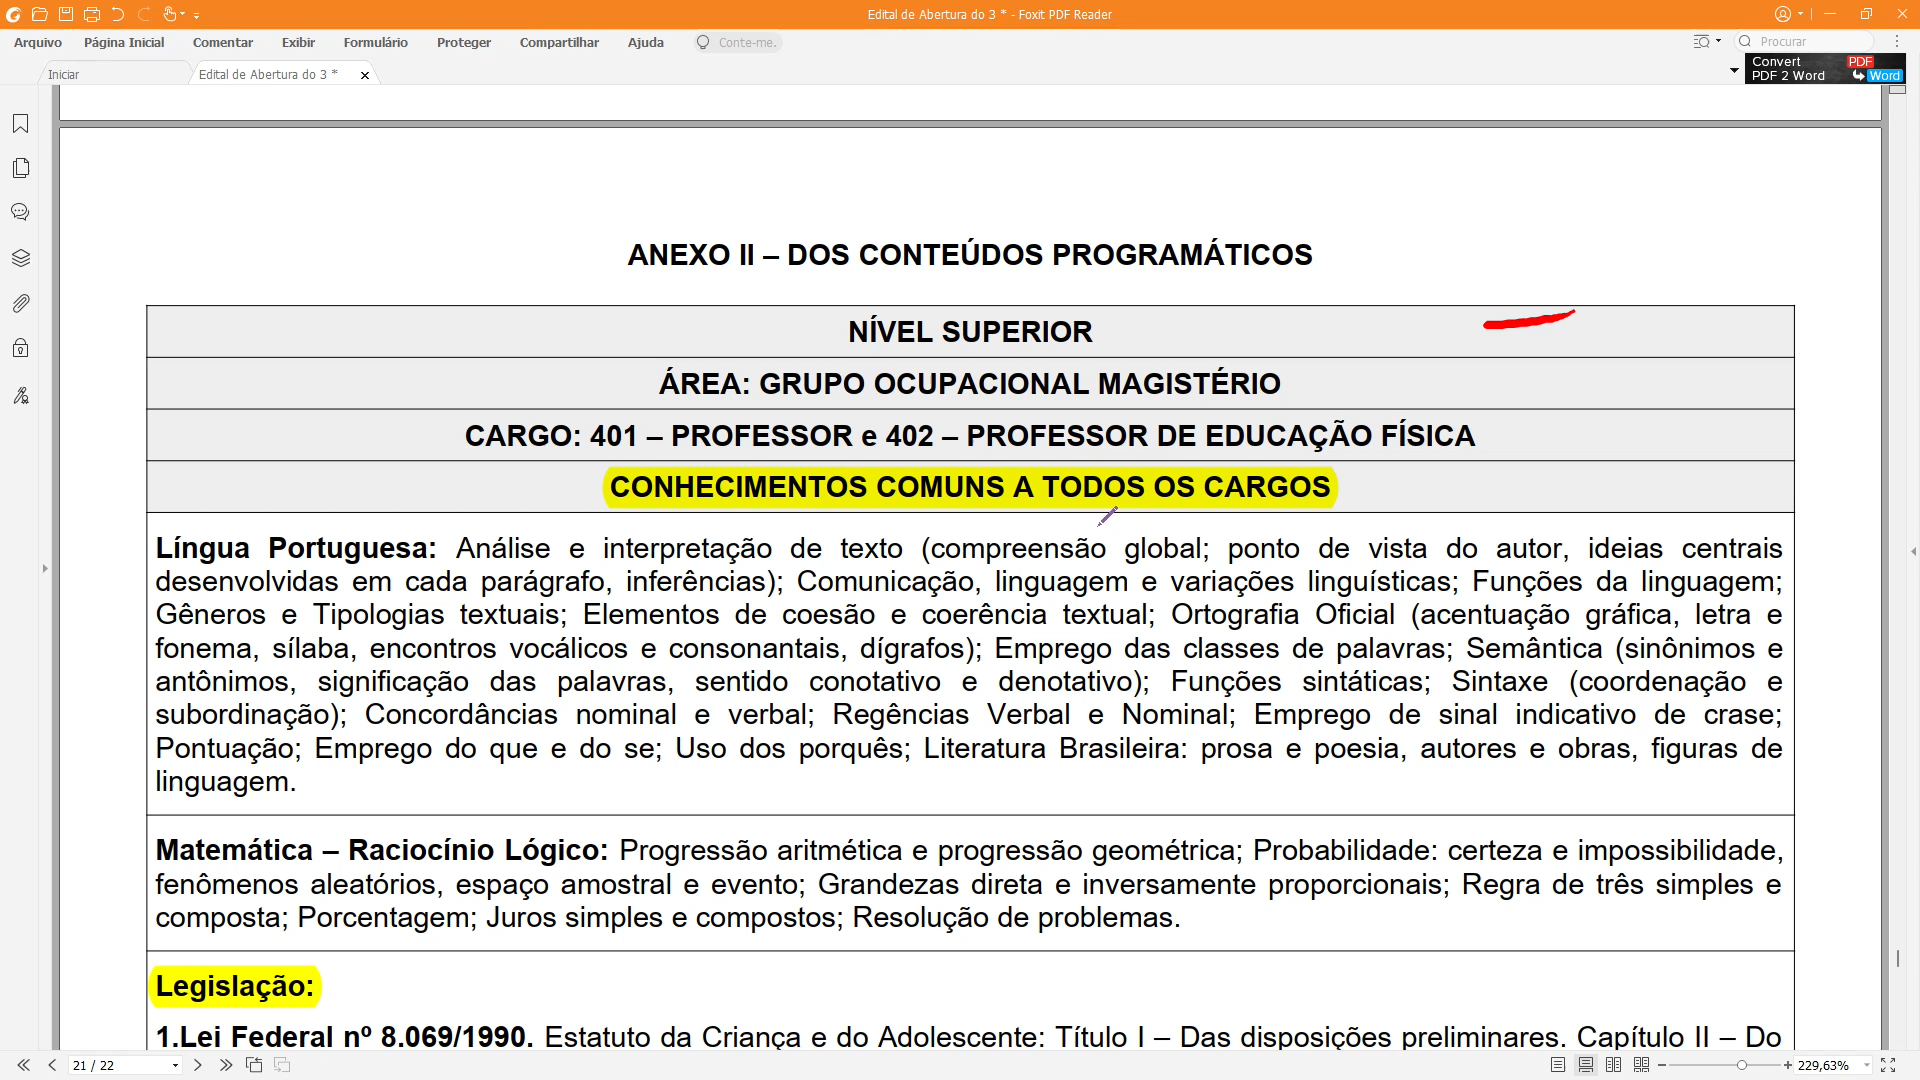 Edital de Abertura do 3 * - Foxit PDF Reader
Arquivo Página Inicial Comentar Exibir Formulário Proteger Compartilhar Ajuda Conte-me. Procurar
Iniciar Edital de Abertura do 3 *
Convert PDF
PDF 2 Word Word
ANEXO II – DOS CONTEÚDOS PROGRAMÁTICOS
NÍVEL SUPERIOR
ÁREA: GRUPO OCUPACIONAL MAGISTÉRIO
CARGO: 401 – PROFESSOR e 402 – PROFESSOR DE EDUCAÇÃO FÍSICA
CONHECIMENTOS COMUNS A TODOS OS CARGOS
Língua Portuguesa: Análise e interpretação de texto (compreensão global; ponto de vista do autor, ideias centrais
desenvolvidas em cada parágrafo, inferências); Comunicação, linguagem e variações linguísticas; Funções da linguagem;
Gêneros e Tipologias textuais; Elementos de coesão e coerência textual; Ortografia Oficial (acentuação gráfica, letra e
fonema, sílaba, encontros vocálicos e consonantais, dígrafos); Emprego das classes de palavras; Semântica (sinônimos e
antônimos, significação das palavras, sentido conotativo e denotativo); Funções sintáticas; Sintaxe (coordenação e
subordinação); Concordâncias nominal e verbal; Regências Verbal e Nominal; Emprego de sinal indicativo de crase;
Pontuação; Emprego do que e do se; Uso dos porquês; Literatura Brasileira: prosa e poesia, autores e obras, figuras de
linguagem.
Matemática – Raciocínio Lógico: Progressão aritmética e progressão geométrica; Probabilidade: certeza e impossibilidade,
fenômenos aleatórios, espaço amostral e evento; Grandezas direta e inversamente proporcionais; Regra de três simples e
composta; Porcentagem; Juros simples e compostos; Resolução de problemas.
Legislação:
1.Lei Federal nº 8.069/1990. Estatuto da Criança e do Adolescente: Título I – Das disposições preliminares. Capítulo II – Do
21 / 22 229,63%